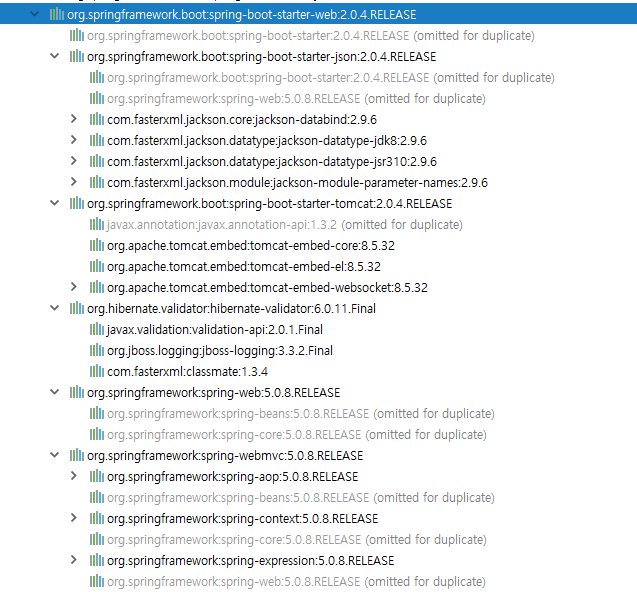 org.springframework.boot:spring-boot-starter-web:2.0.4.RELEASE
org.springframework.boot:spring-boot-starter:2.0.4.RELEASE (omitted for duplicate)
org.springframework.boot:spring-boot-starter-json:2.0.4.RELEASE
org.springframework.boot:spring-boot-starter:2.0.4.RELEASE (omitted for duplicate)
org.springframework:spring-web:5.0.8.RELEASE (omitted for duplicate)
com.fasterxml.jackson.core:jackson-databind:2.9.6
com.fasterxml.jackson.datatype:jackson-datatype-jdk8:2.9.6
com.fasterxml.jackson.datatype:jackson-datatype-jsr310:2.9.6
com.fasterxml.jackson.module:jackson-module-parameter-names:2.9.6
org.springframework.boot:spring-boot-starter-tomcat:2.0.4.RELEASE
javax.annotation:javax.annotation-api:1.3.2 (omitted for duplicate)
org.apache.tomcat.embed:tomcat-embed-core:8.5.32
org.apache.tomcat.embed:tomcat-embed-el:8.5.32
org.apache.tomcat.embed:tomcat-embed-websocket:8.5.32
org.hibernate.validator:hibernate-validator:6.0.11.Final
javax.validation:validation-api:2.0.1.Final
org.jboss.logging:jboss-logging:3.3.2.Final
com.fasterxml:classmate:1.3.4
org.springframework:spring-web:5.0.8.RELEASE
org.springframework:spring-beans:5.0.8.RELEASE (omitted for duplicate)
org.springframework:spring-core:5.0.8.RELEASE (omitted for duplicate)
org.springframework:spring-webmvc:5.0.8.RELEASE
org.springframework:spring-aop:5.0.8.RELEASE
org.springframework:spring-beans:5.0.8.RELEASE (omitted for duplicate)
org.springframework:spring-context:5.0.8.RELEASE
org.springframework:spring-core:5.0.8.RELEASE (omitted for duplicate)
org.springframework:spring-expression:5.0.8.RELEASE
org.springframework:spring-web:5.0.8.RELEASE (omitted for duplicate)